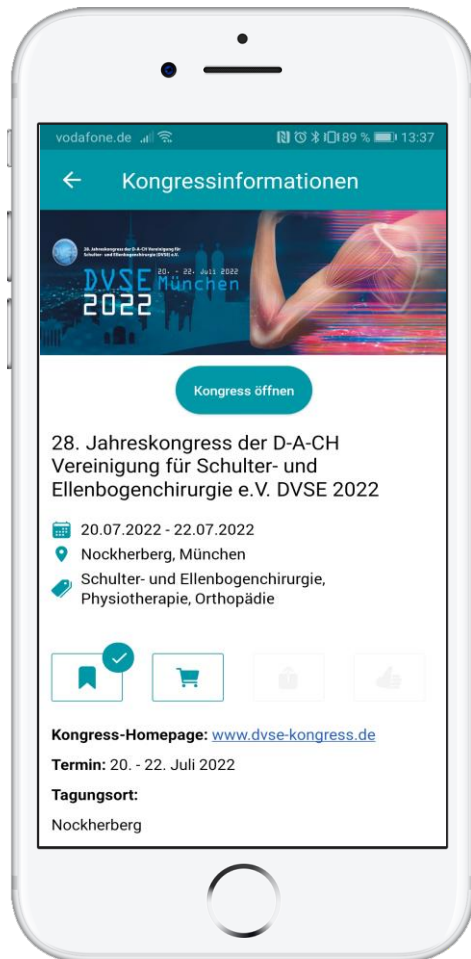 vodafone.de 89 % 13:37
Kongressinformationen
28. Jahreskongress der D-A-CH Vereinigung für
Schulter- und Ellenbogenchirurgie (DVSE) e.V.
DVSE 20. - 22. Juli 2022
München
2022
Kongress öffnen
28. Jahreskongress der D-A-CH
Vereinigung für Schulter- und
Ellenbogenchirurgie e.V. DVSE 2022
20.07.2022 - 22.07.2022
Nockherberg, München
Schulter- und Ellenbogenchirurgie,
Physiotherapie, Orthopädie
Kongress-Homepage: www.dvse-kongress.de
Termin: 20. - 22. Juli 2022
Tagungsort:
Nockherberg